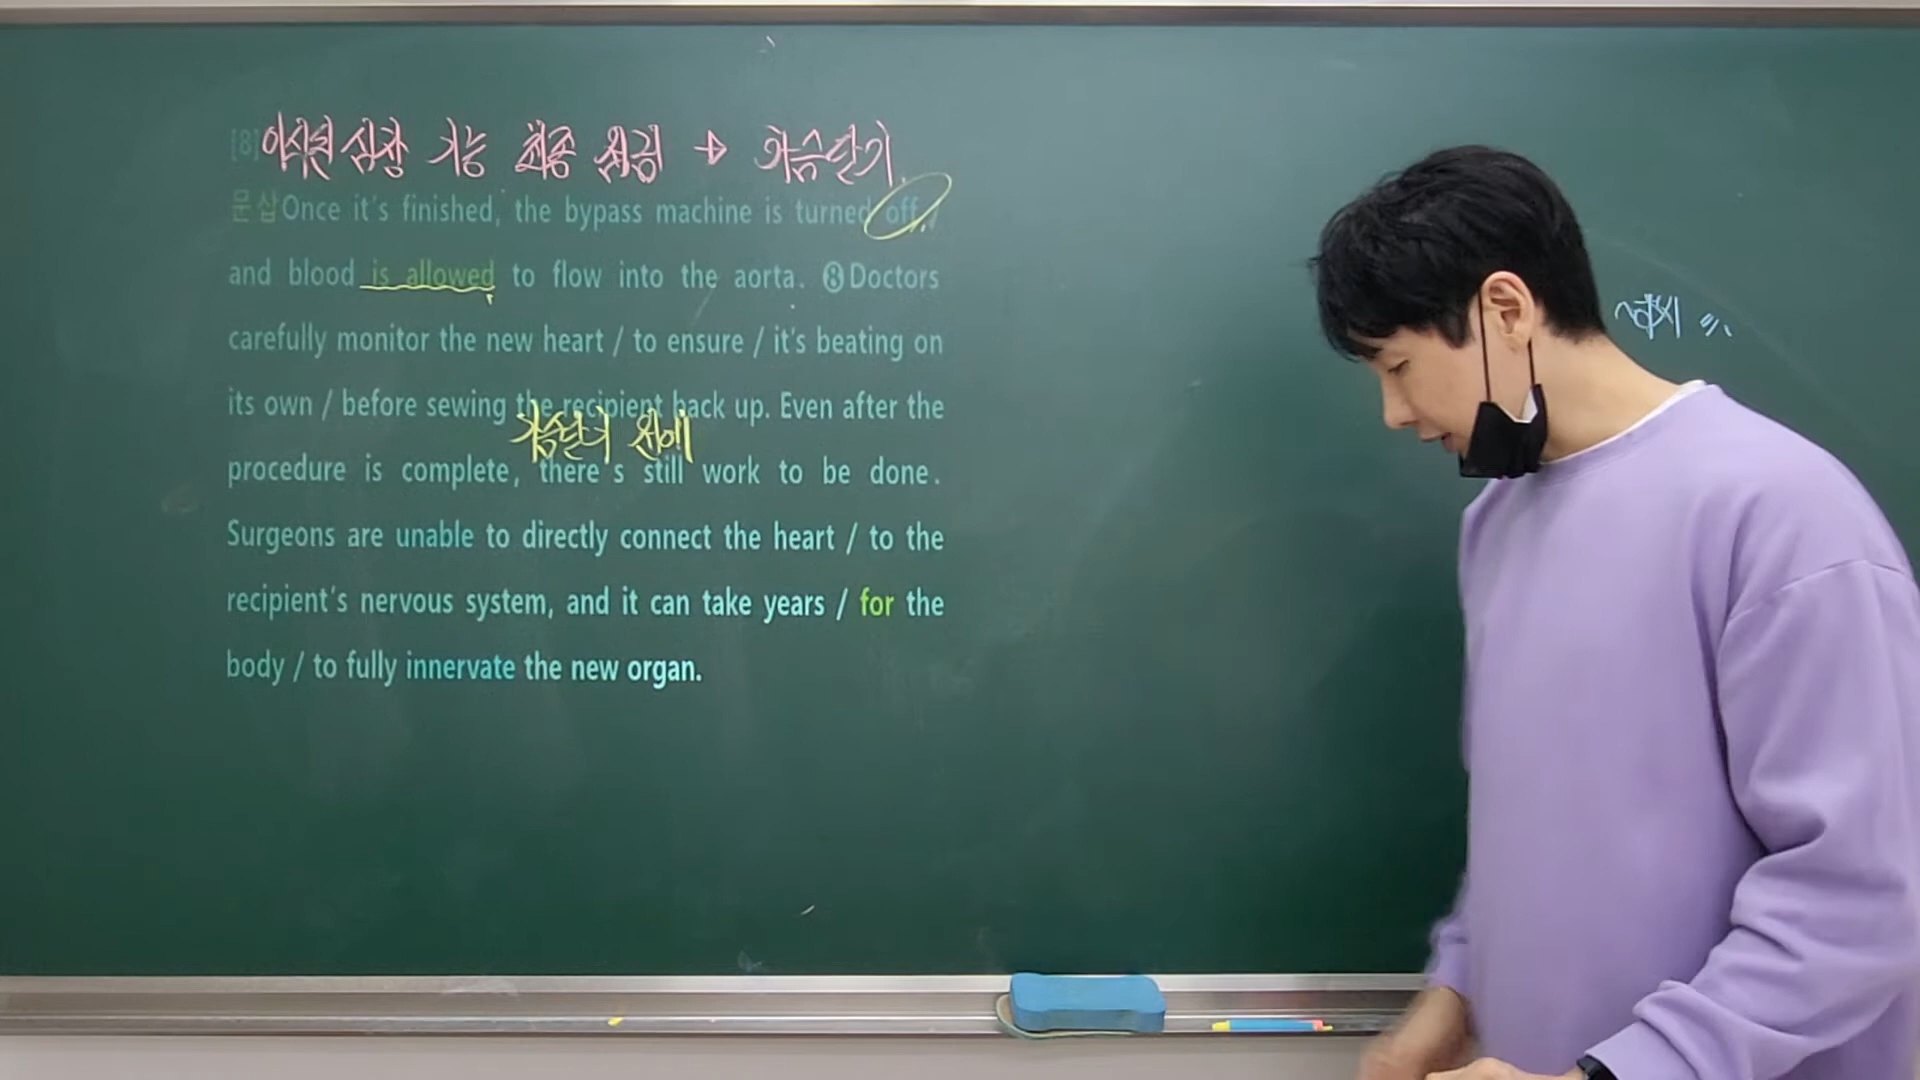 [8] 이식된 심장 기능 최종 점검 → 가슴닫기.
문삽 Once it's finished, the bypass machine is turned off,
and blood is allowed to flow into the aorta. ❽Doctors
carefully monitor the new heart / to ensure / it's beating on
its own / before sewing the recipient back up. Even after the
가슴닫기 전에
procedure is complete, there's still work to be done.
Surgeons are unable to directly connect the heart / to the
recipient's nervous system, and it can take years / for the
body / to fully innervate the new organ.